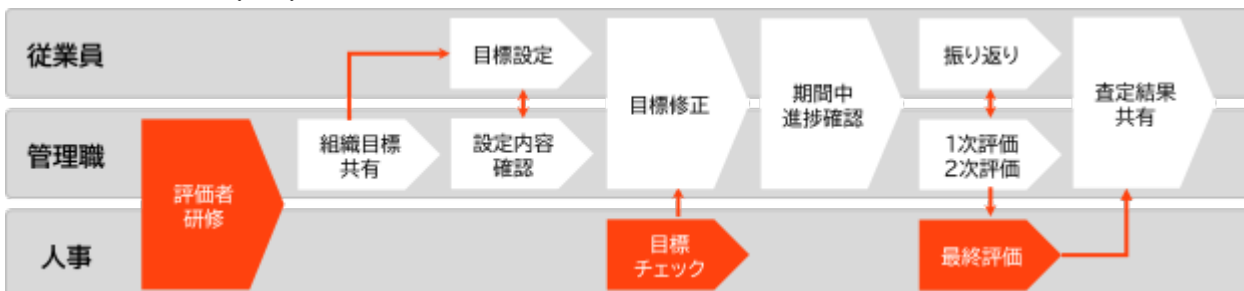 従業員
目標設定
振り返り
目標修正
期間中
進捗確認
査定結果
共有
管理職
組織目標
共有
設定内容
確認
1次評価
2次評価
評価者
研修
人事
目標
チェック
最終評価